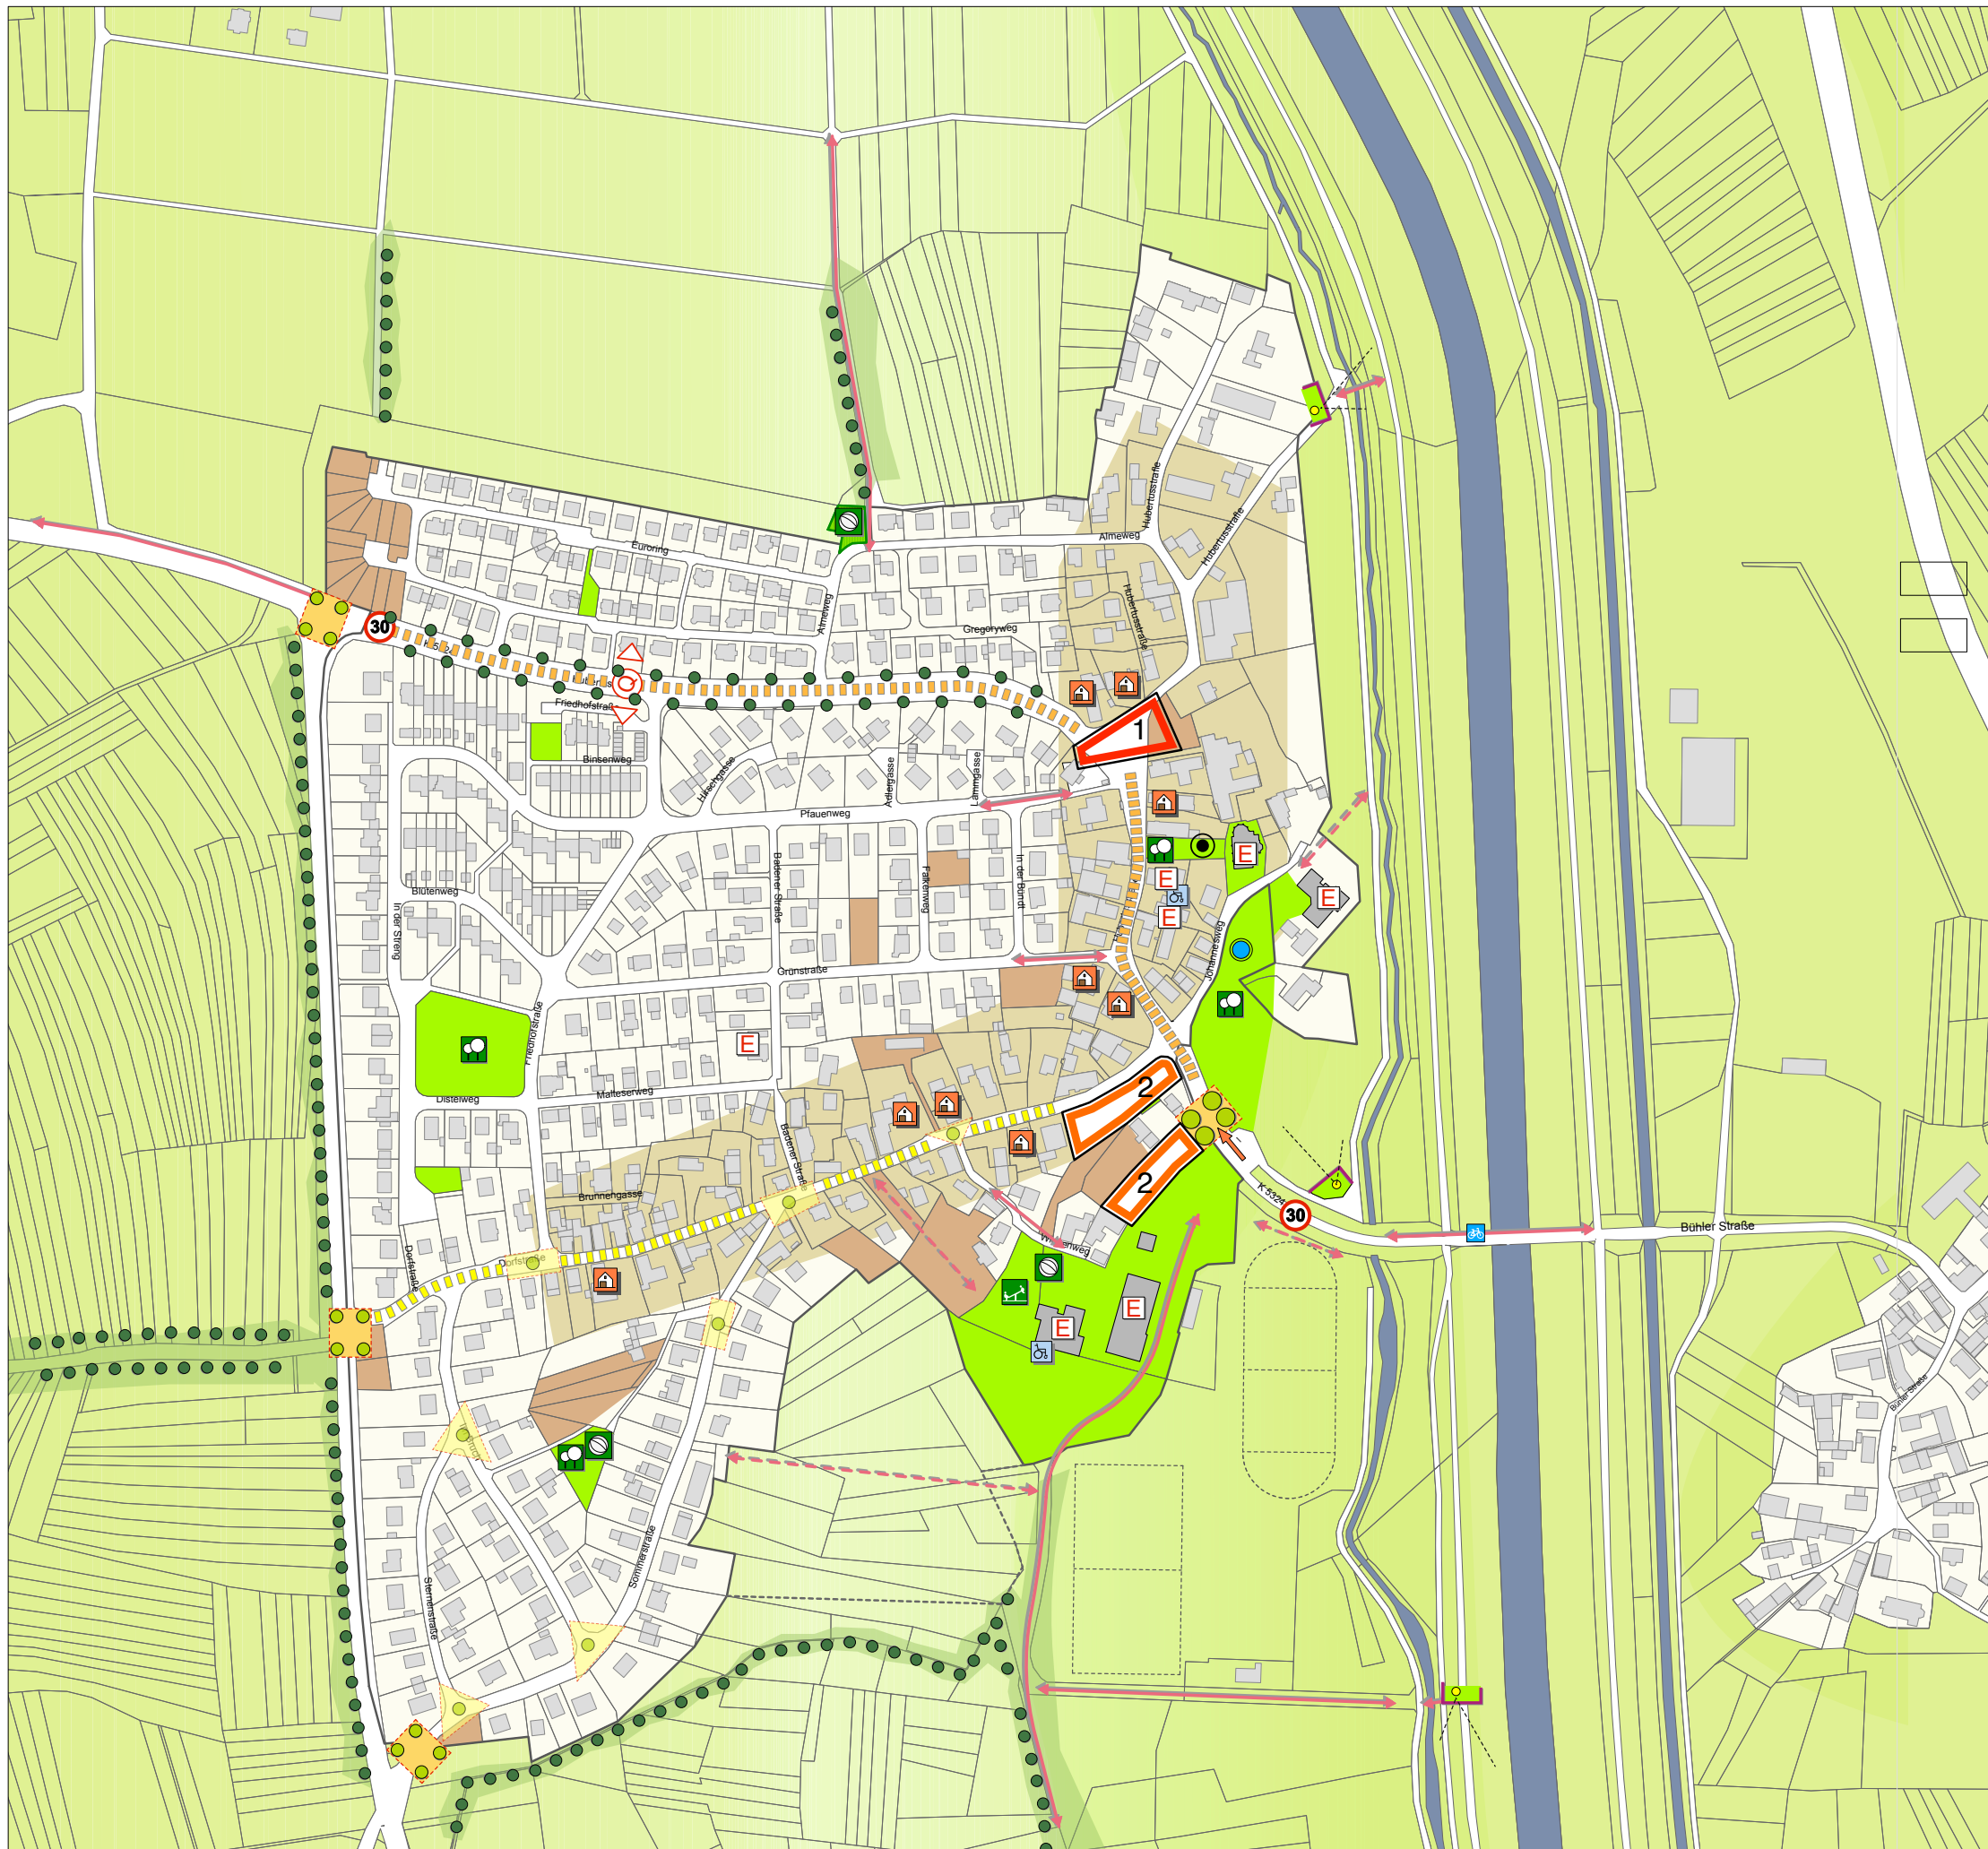 Euroring
Almeweg
Hubertusstraße
Hubertusstraße
Almeweg
Hubertusstraße
Gregoryweg
30
Friedhofstraße
Binsenweg
1
Hirschgasse
Adlergasse
Lammgasse
Pfauenweg
Badener Straße
Falkenweg
In der Bündt
E
E
E
E
Blütenweg
In der Streng
Johannesweg
Grünstraße
Friedhofstraße
E
Malteserweg
Distelweg
2
Badener Straße
2
Brunnengasse
K 5324
30
Bühler Straße
Dorfstraße
Dorfstraße
E
E
Bühler Straße
Sommerstraße
Sternenstraße